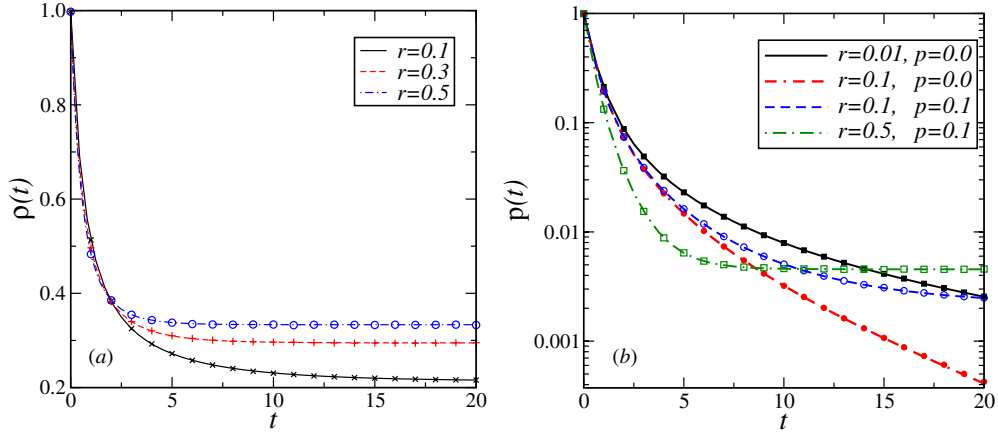 1.0
0.8
0.6
0.4
0.2
ρ(t)
r=0.1
r=0.3
r=0.5
(a)
0 5 10 15 20
t
1
0.1
0.01
0.001
p(t)
r=0.01, p=0.0
r=0.1, p=0.0
r=0.1, p=0.1
r=0.5, p=0.1
(b)
0 5 10 15 20
t